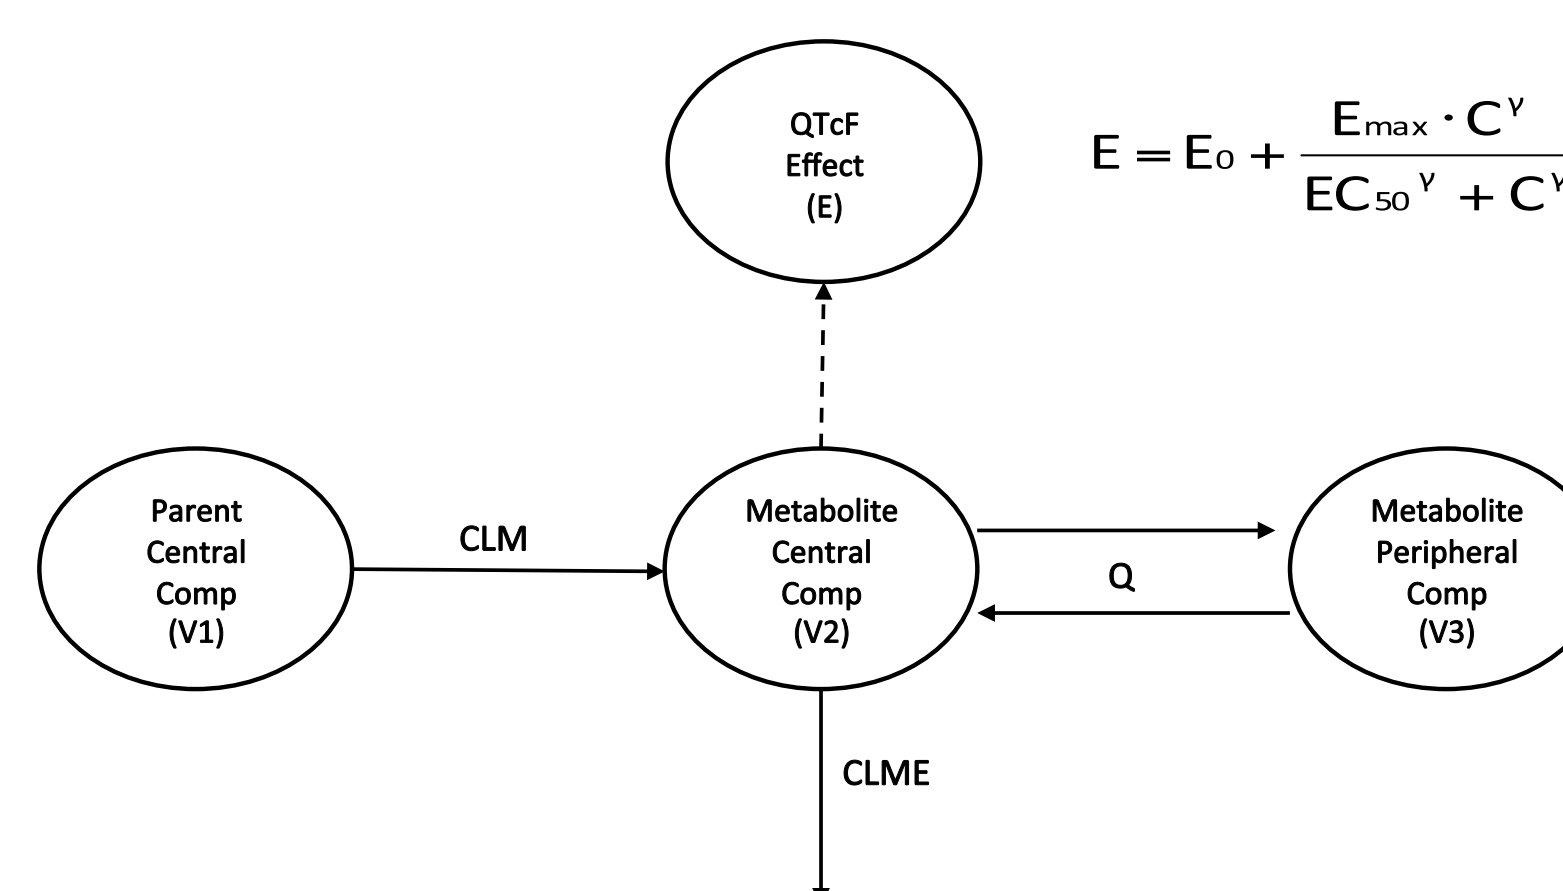 QTcF
Effect
(E)
E = E0 + Emax · C^γ / EC50^γ + C^γ
Parent
Central
Comp
(V1)
CLM
Metabolite
Central
Comp
(V2)
Q
Metabolite
Peripheral
Comp
(V3)
CLME